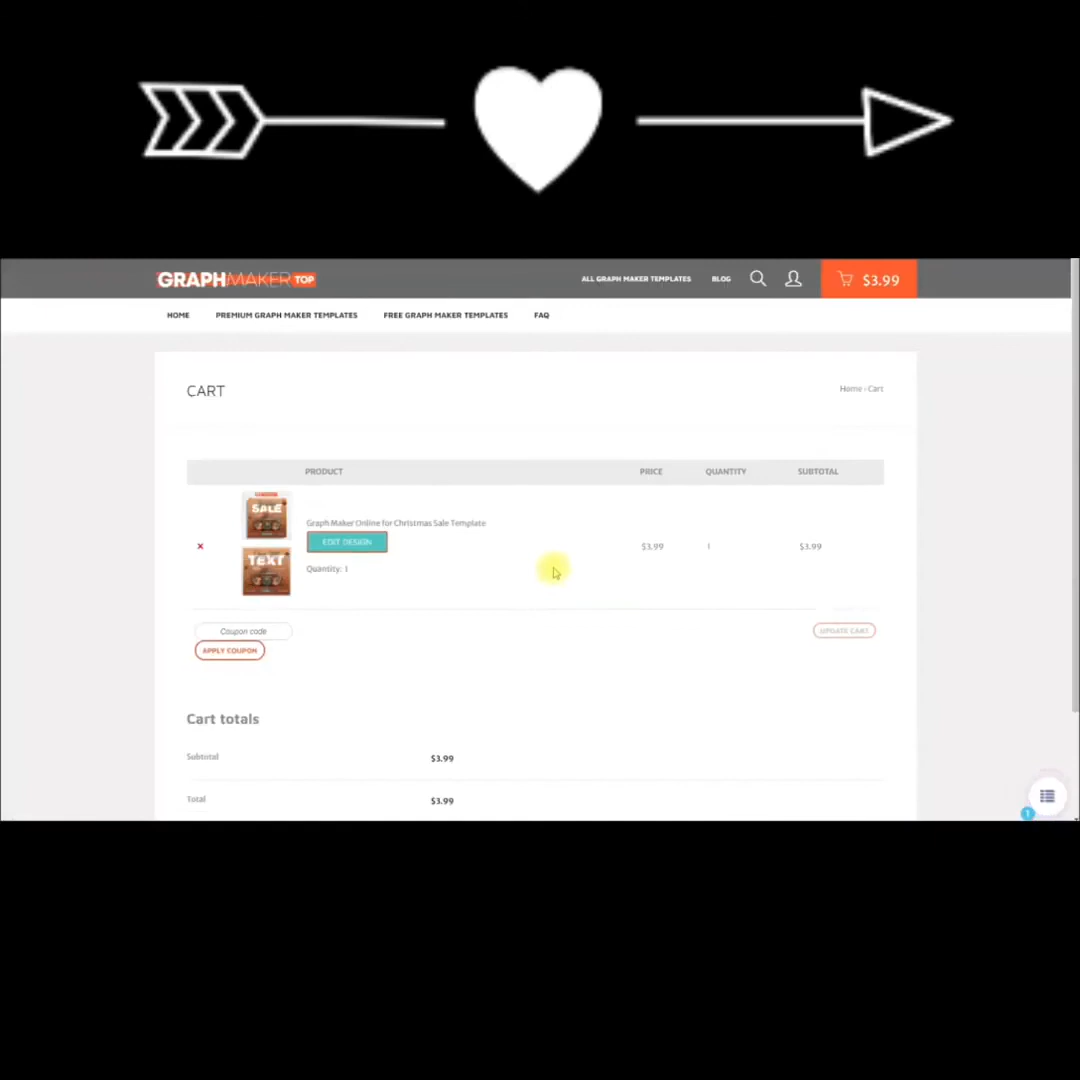 GRAPHMAKER TOP
ALL GRAPH MAKER TEMPLATES BLOG $3.99
HOME PREMIUM GRAPH MAKER TEMPLATES FREE GRAPH MAKER TEMPLATES FAQ
CART
Home › Cart
PRODUCT PRICE QUANTITY SUBTOTAL
SALE
TEXT
Graph Maker Online for Christmas Sale Template
EDIT DESIGN
Quantity: 1
$3.99 1 $3.99
Coupon code
UPDATE CART
APPLY COUPON
Cart totals
Subtotal $3.99
Total $3.99
1